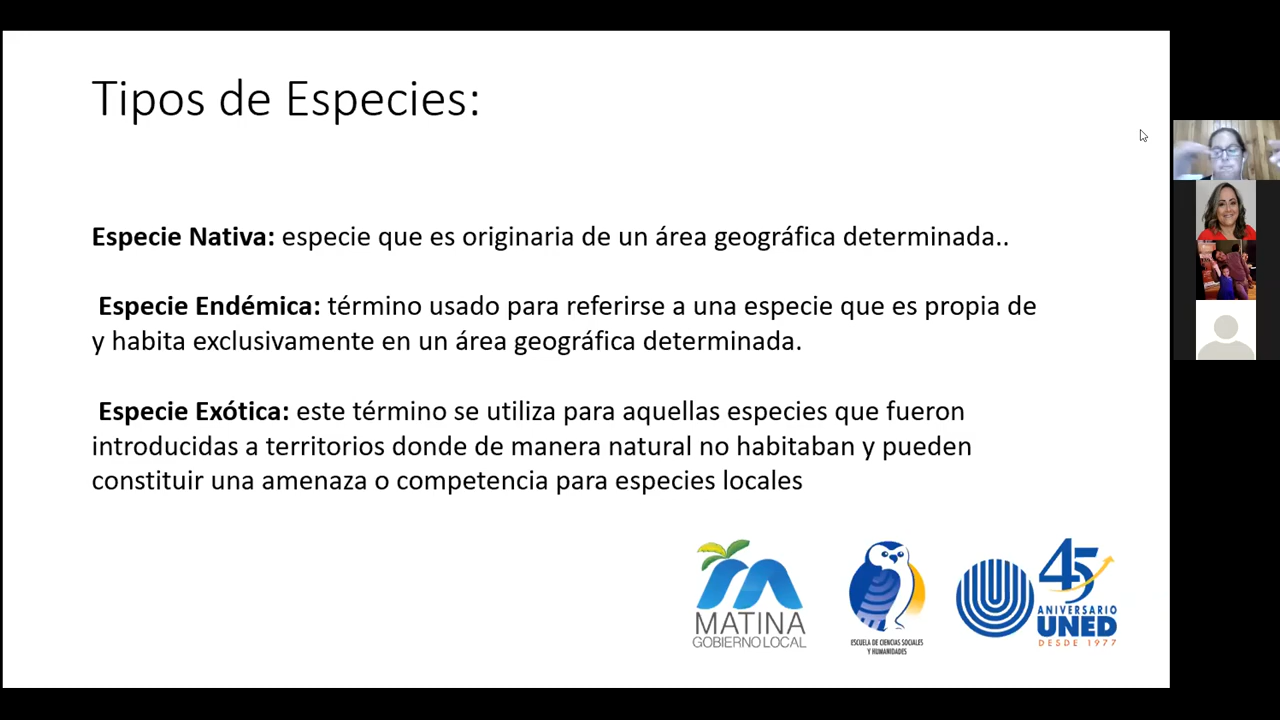 Tipos de Especies:
Especie Nativa: especie que es originaria de un área geográfica determinada..
Especie Endémica: término usado para referirse a una especie que es propia de
y habita exclusivamente en un área geográfica determinada.
Especie Exótica: este término se utiliza para aquellas especies que fueron
introducidas a territorios donde de manera natural no habitaban y pueden
constituir una amenaza o competencia para especies locales
MATINA
GOBIERNO LOCAL
ESCUELA DE CIENCIAS SOCIALES
Y HUMANIDADES
45
ANIVERSARIO
UNED
DESDE 1977